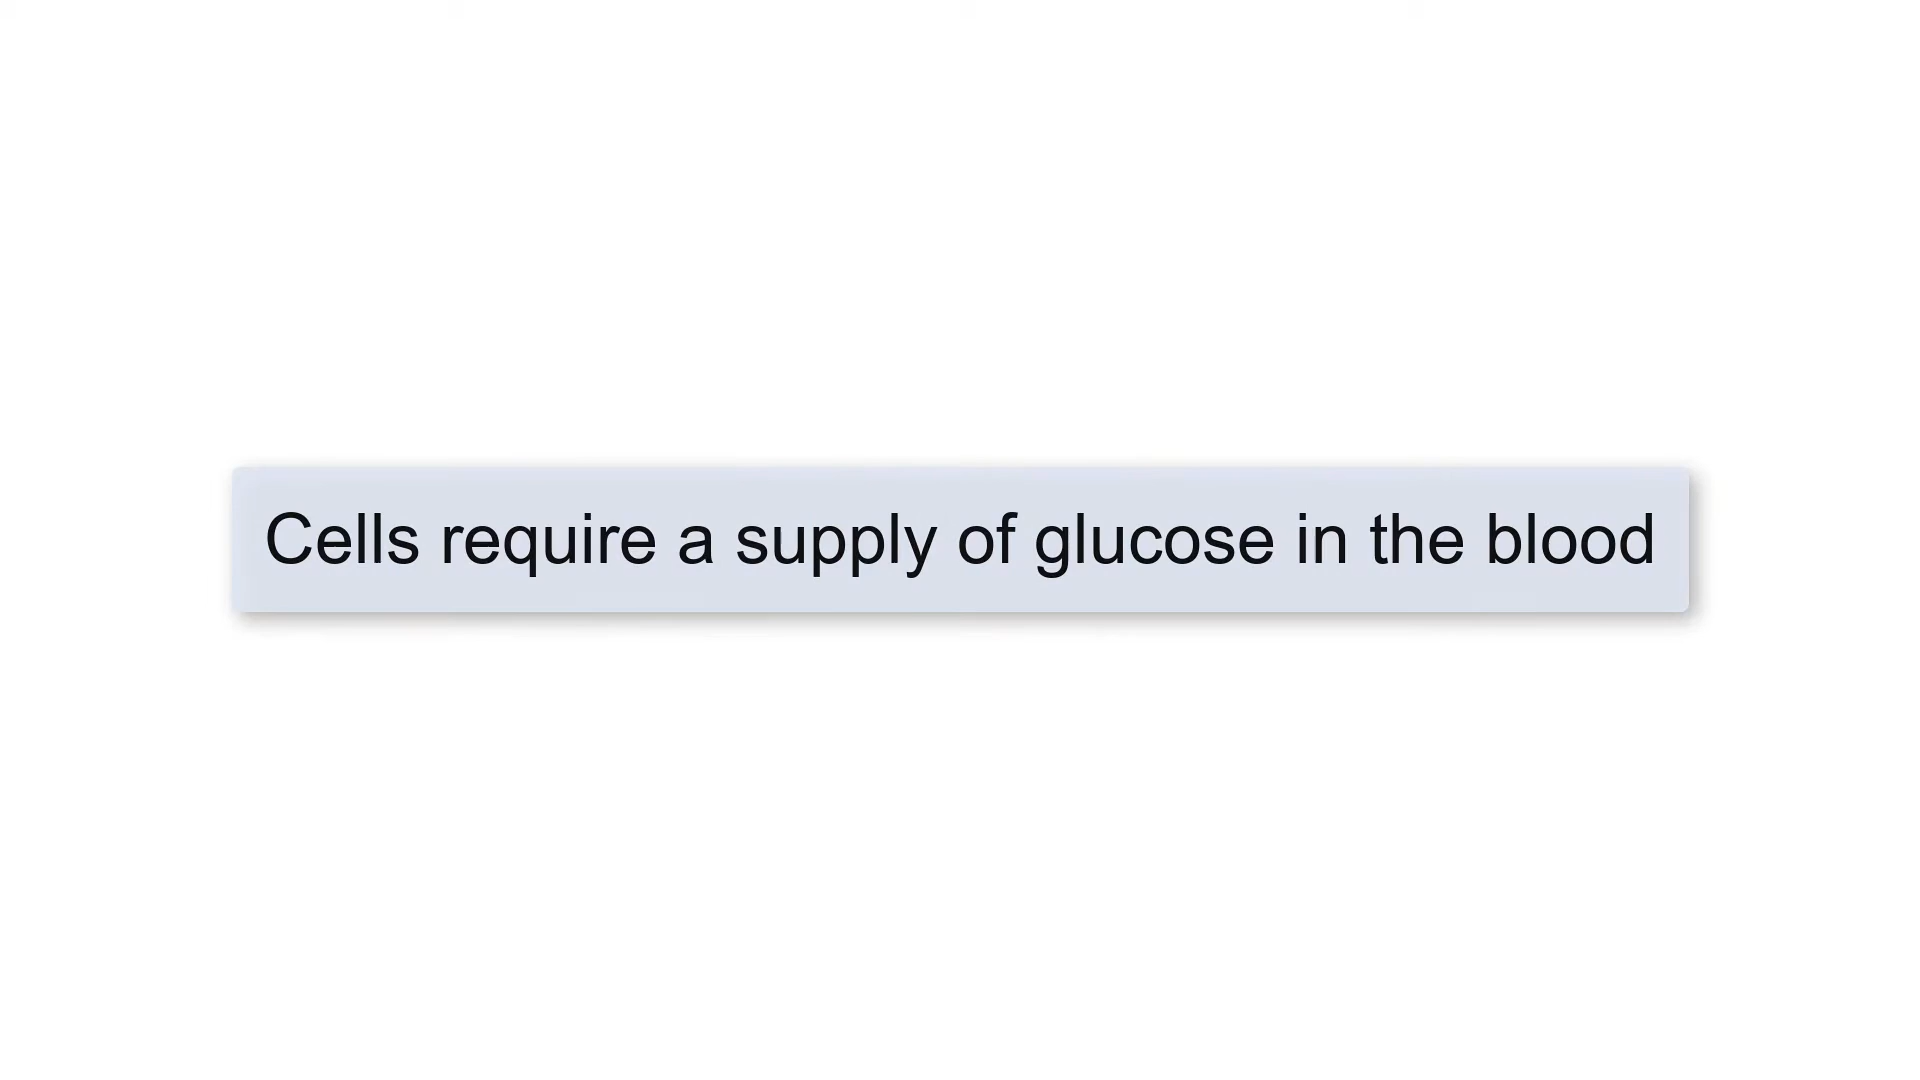 Cells require a supply of glucose in the blood